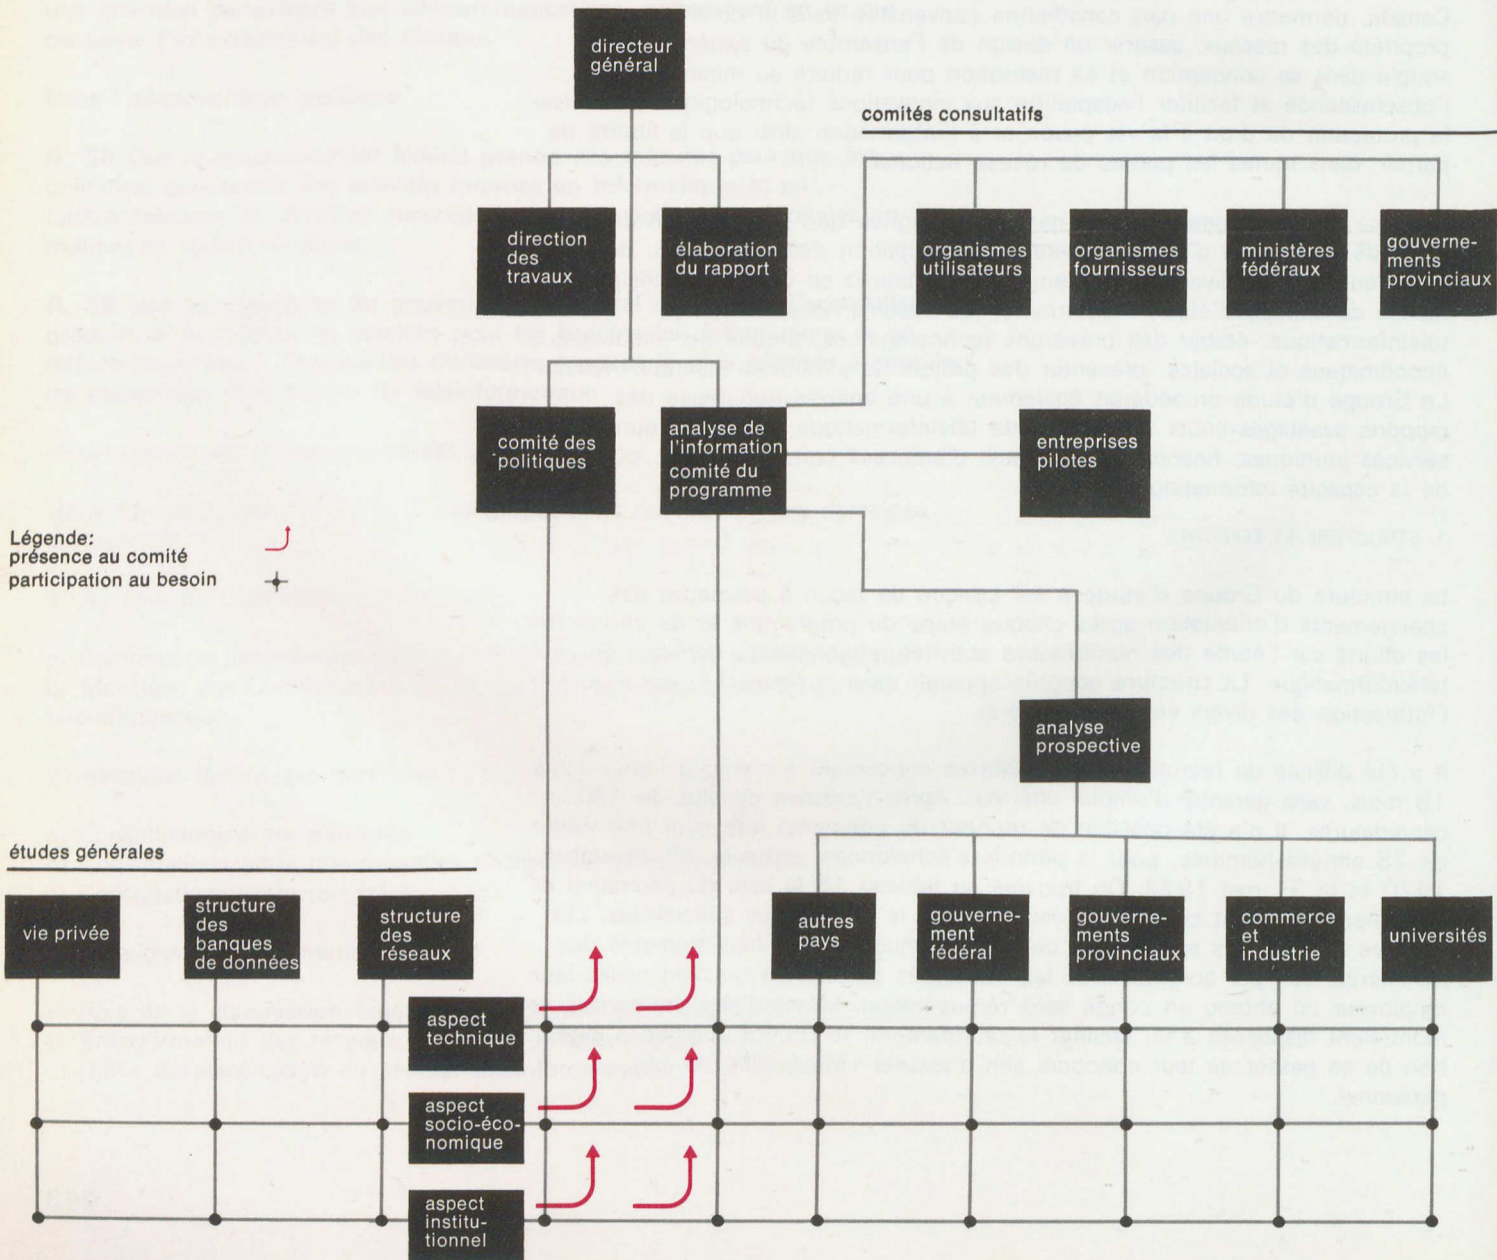 directeur
général
comités consultatifs
direction
des
travaux
élaboration
du rapport
organismes
utilisateurs
organismes
fournisseurs
ministères
fédéraux
gouverne-
ments
provinciaux
comité des
politiques
analyse de
l'information
comité du
programme
entreprises
pilotes
Légende:
présence au comité
participation au besoin
analyse
prospective
études générales
vie privée
structure
des
banques
de données
structure
des
réseaux
autres
pays
gouverne-
ment
fédéral
gouverne-
ments
provinciaux
commerce
et
industrie
universités
aspect
technique
aspect
socio-éco-
nomique
aspect
institu-
tionnel